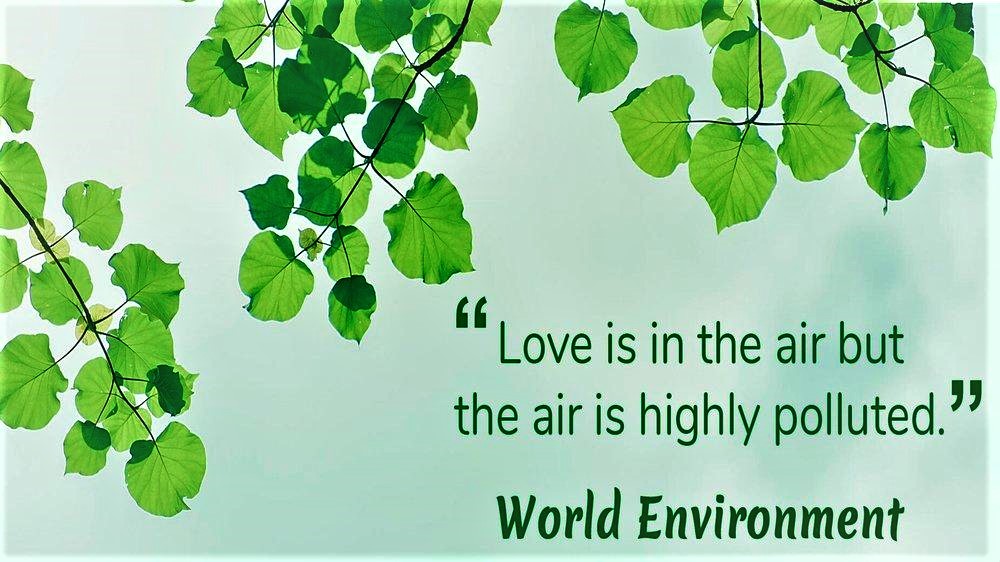 “Love is in the air but
the air is highly polluted.”
World Environment